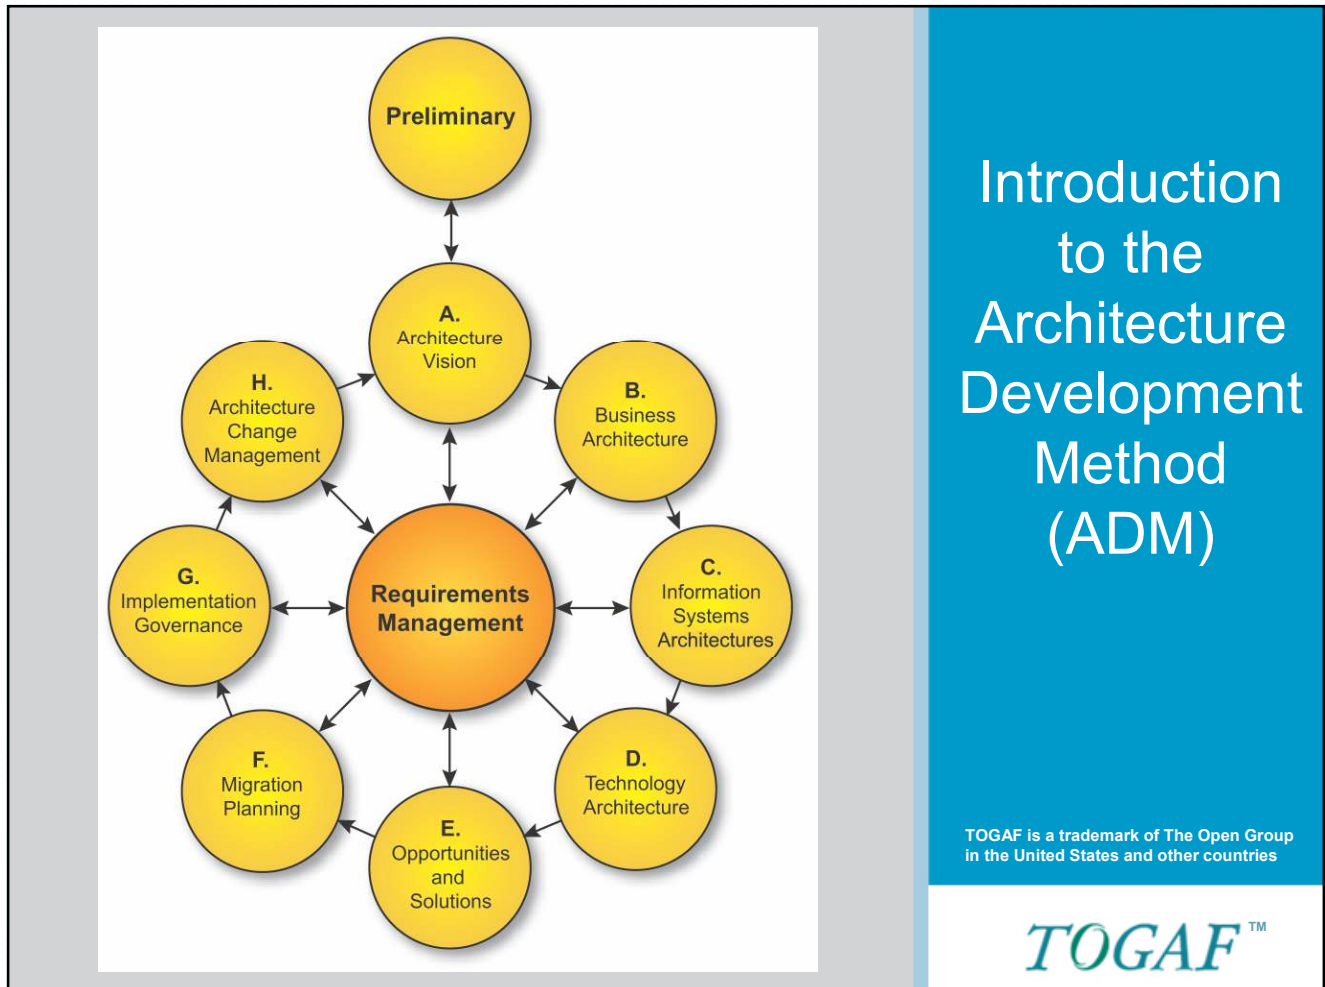 Preliminary
A.
Architecture
Vision
B.
Business
Architecture
C.
Information
Systems
Architectures
D.
Technology
Architecture
E.
Opportunities
and
Solutions
F.
Migration
Planning
G.
Implementation
Governance
H.
Architecture
Change
Management
Requirements
Management
Introduction
to the
Architecture
Development
Method
(ADM)
TOGAF is a trademark of The Open Group
in the United States and other countries
TOGAF™